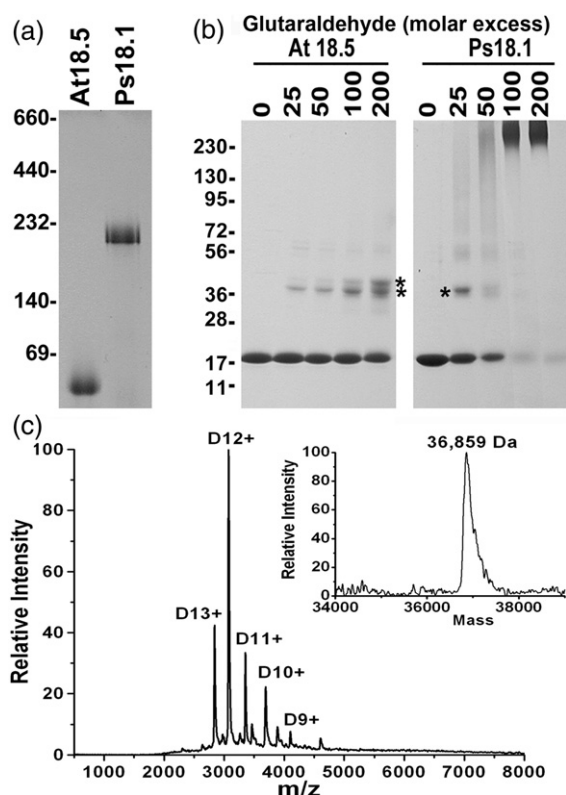 (a)
At18.5
Ps18.1
660-
440-
232-
140-
69-
(b)
Glutaraldehyde (molar excess)
At 18.5
Ps18.1
0 25 50 100 200
0 25 50 100 200
230-
130-
95-
72-
56-
36-
28-
17-
11-
*
*
*
(c)
Relative Intensity
100
80
60
40
20
0
D13+
D12+
D11+
D10+
D9+
1000 2000 3000 4000 5000 6000 7000 8000
m/z
36,859 Da
Relative Intensity
100
80
60
40
20
0
34000 36000 38000
Mass